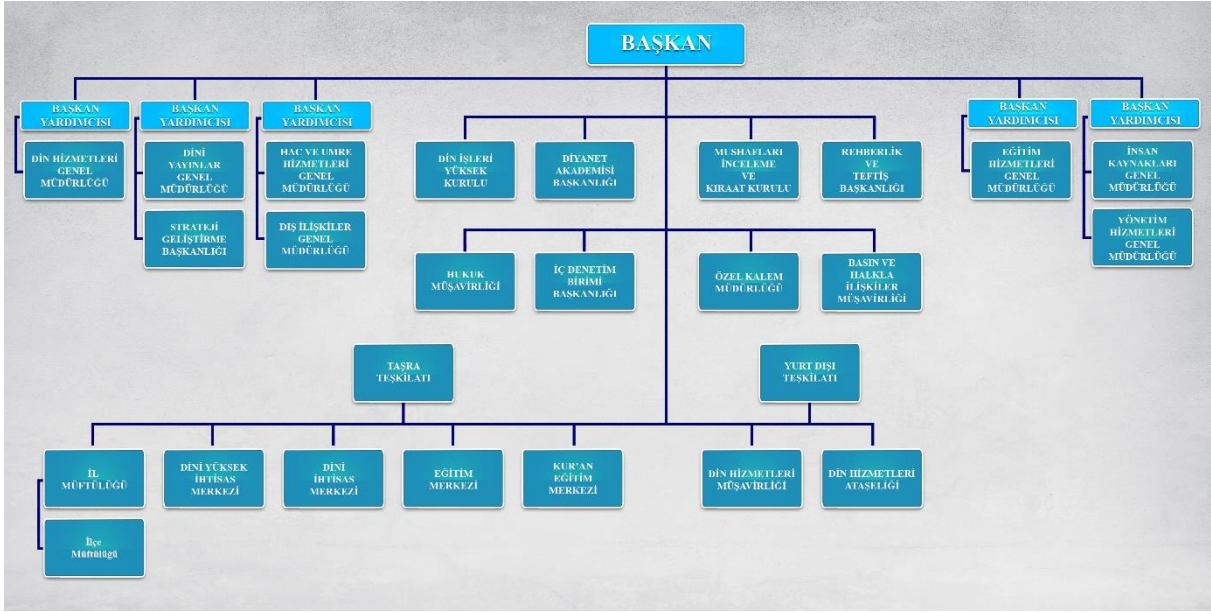 BAŞKAN
BAŞKAN
YARDIMCISI
BAŞKAN
YARDIMCISI
BAŞKAN
YARDIMCISI
BAŞKAN
YARDIMCISI
BAŞKAN
YARDIMCISI
DİN HİZMETLERİ
GENEL
MÜDÜRLÜĞÜ
DİNİ
YAYINLAR
GENEL
MÜDÜRLÜĞÜ
HAC VE UMRE
HİZMETLERİ
GENEL
MÜDÜRLÜĞÜ
DİN İŞLERİ
YÜKSEK
KURULU
DİYANET
AKADEMİSİ
BAŞKANLIĞI
MUSHAFLARI
İNCELEME
VE
KIRAAT KURULU
REHBERLİK
VE
TEFTİŞ
BAŞKANLIĞI
EĞİTİM
HİZMETLERİ
GENEL
MÜDÜRLÜĞÜ
İNSAN
KAYNAKLARI
GENEL
MÜDÜRLÜĞÜ
STRATEJİ
GELİŞTİRME
BAŞKANLIĞI
DIŞ İLİŞKİLER
GENEL
MÜDÜRLÜĞÜ
YÖNETİM
HİZMETLERİ
GENEL
MÜDÜRLÜĞÜ
HUKUK
MÜŞAVİRLİĞİ
İÇ DENETİM
BİRİMİ
BAŞKANLIĞI
ÖZEL KALEM
MÜDÜRLÜĞÜ
BASIN VE
HALKLA
İLİŞKİLER
MÜŞAVİRLİĞİ
TAŞRA
TEŞKİLATI
YURT DIŞI
TEŞKİLATI
İL
MÜFTÜLÜĞÜ
DİNİ YÜKSEK
İHTİSAS
MERKEZİ
DİNİ
İHTİSAS
MERKEZİ
EĞİTİM
MERKEZİ
KUR'AN
EĞİTİM
MERKEZİ
DİN HİZMETLERİ
MÜŞAVİRLİĞİ
DİN HİZMETLERİ
ATAŞELİĞİ
İlçe
Müftülüğü